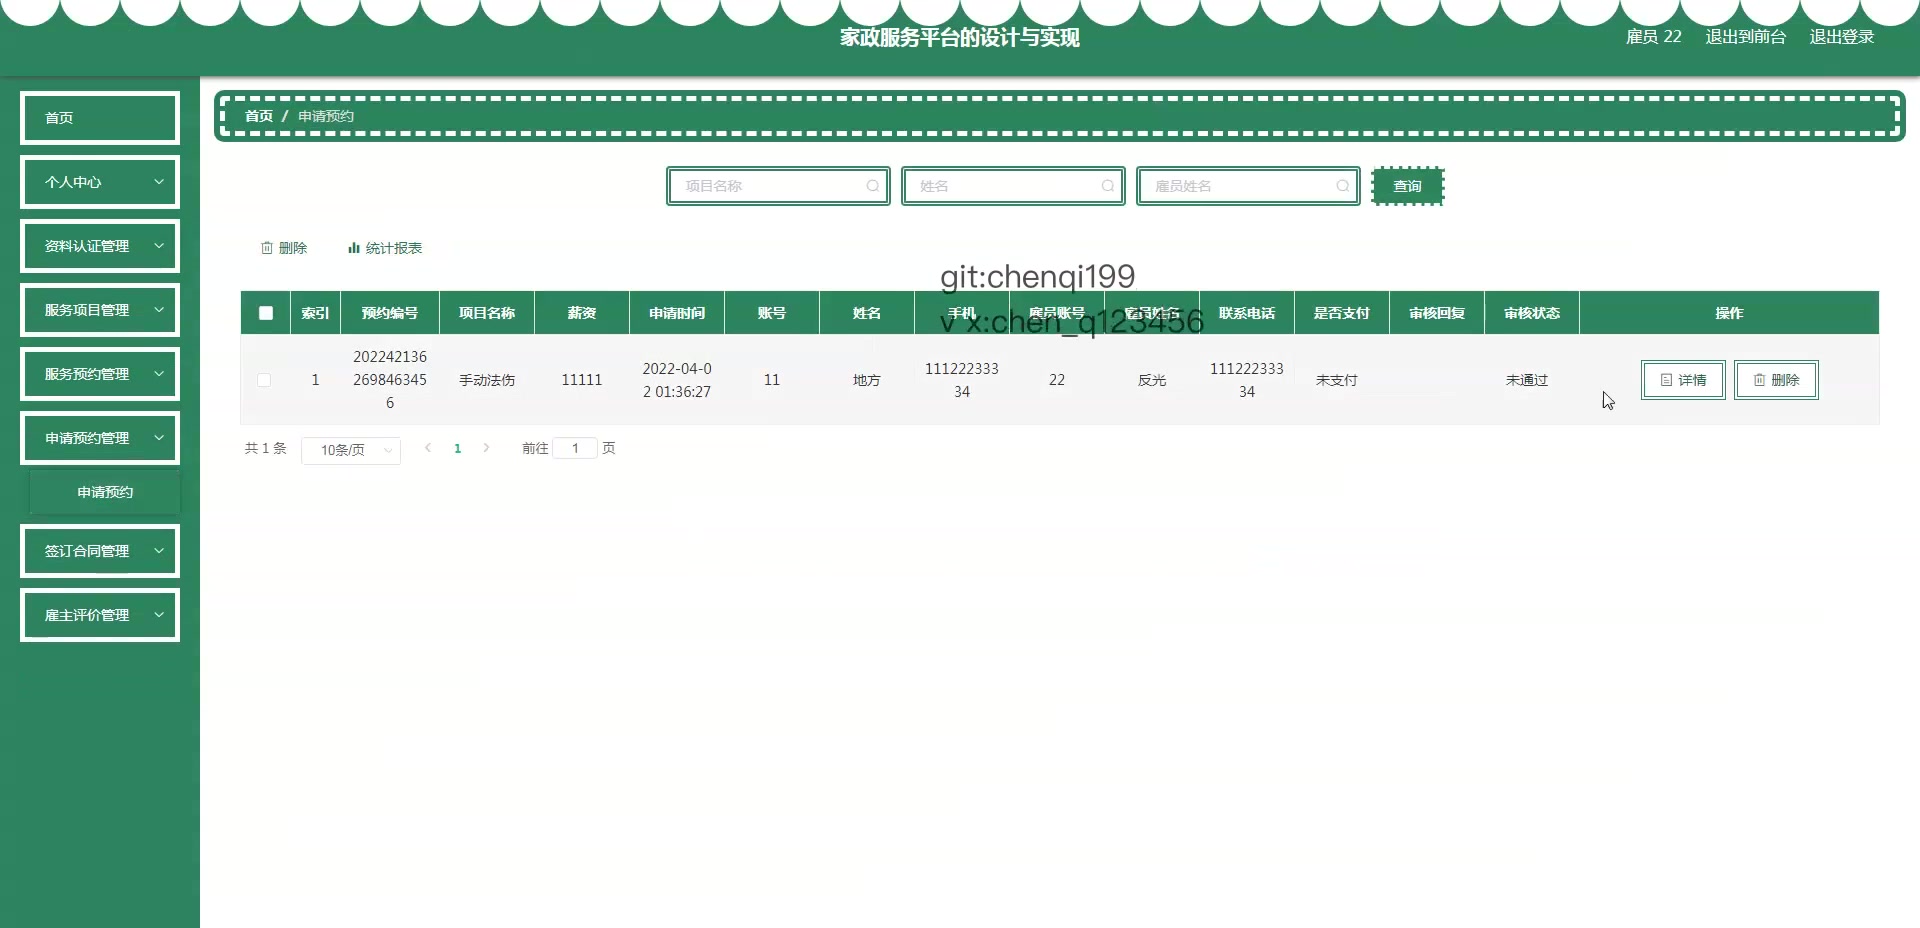 家政服务平台的设计与实现
雇员 22 退出到前台 退出登录
首页
个人中心
资料认证管理
服务项目管理
服务预约管理
申请预约管理
申请预约
签订合同管理
雇主评价管理
首页 / 申请预约
项目名称 姓名 雇员姓名 查询
删除 统计报表
git:chenqi199
v x:chen_q123456
索引 预约编号 项目名称 薪资 申请时间 账号 姓名 手机 雇员账号 雇员姓名 联系电话 是否支付 审核回复 审核状态 操作
202242136
269846345
6
1 手动法伤 11111
2022-04-0
2 01:36:27
11 地方
111222333
34
22 反光
111222333
34
未支付 未通过 详情 删除
共 1 条 10条/页 1 前往 1 页